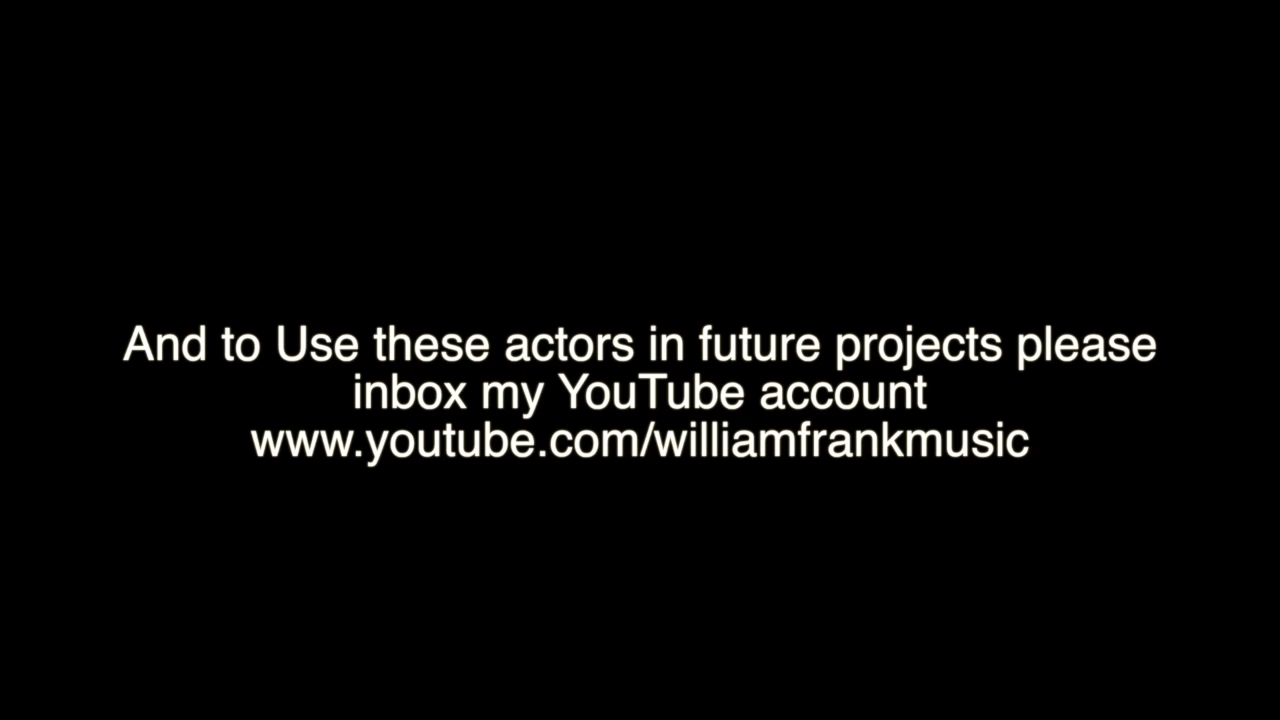 And to Use these actors in future projects please
inbox my YouTube account
www.youtube.com/williamfrankmusic